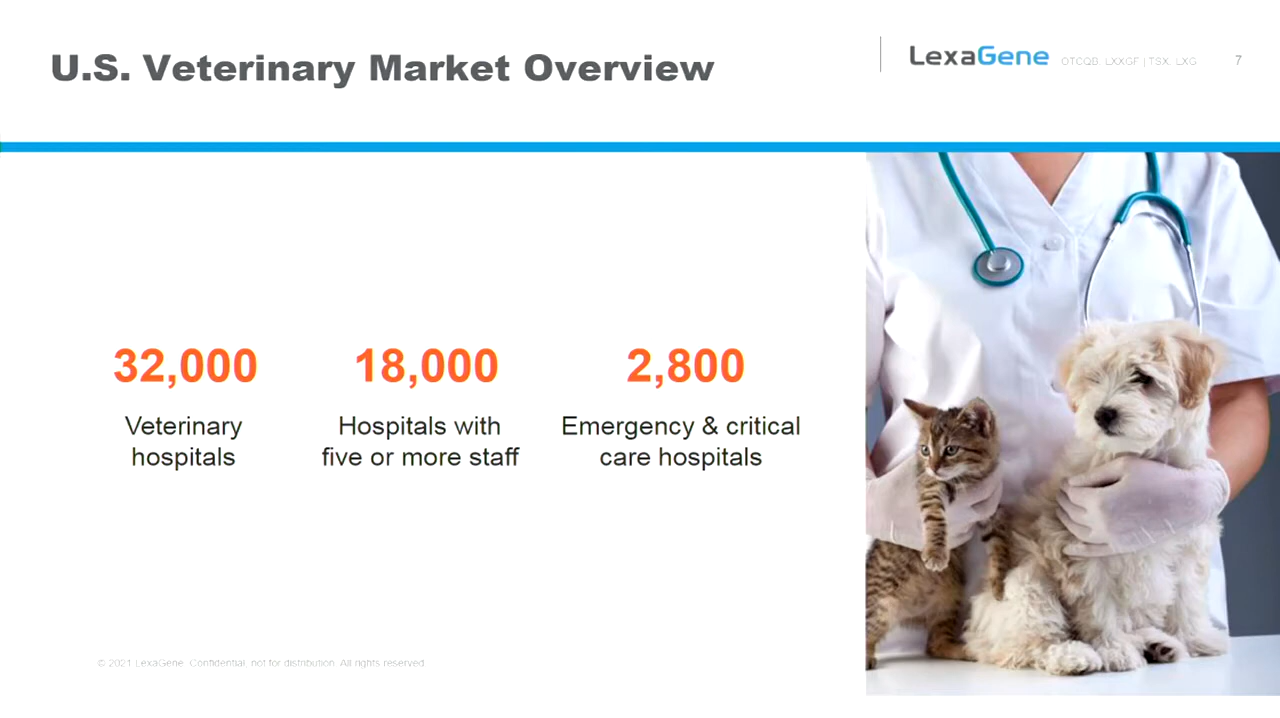 U.S. Veterinary Market Overview
LexaGene OTCQB: LXXGF | TSX: LXG 7
32,000
Veterinary
hospitals
18,000
Hospitals with
five or more staff
2,800
Emergency & critical
care hospitals
© 2021 LexaGene. Confidential, not for distribution. All rights reserved.